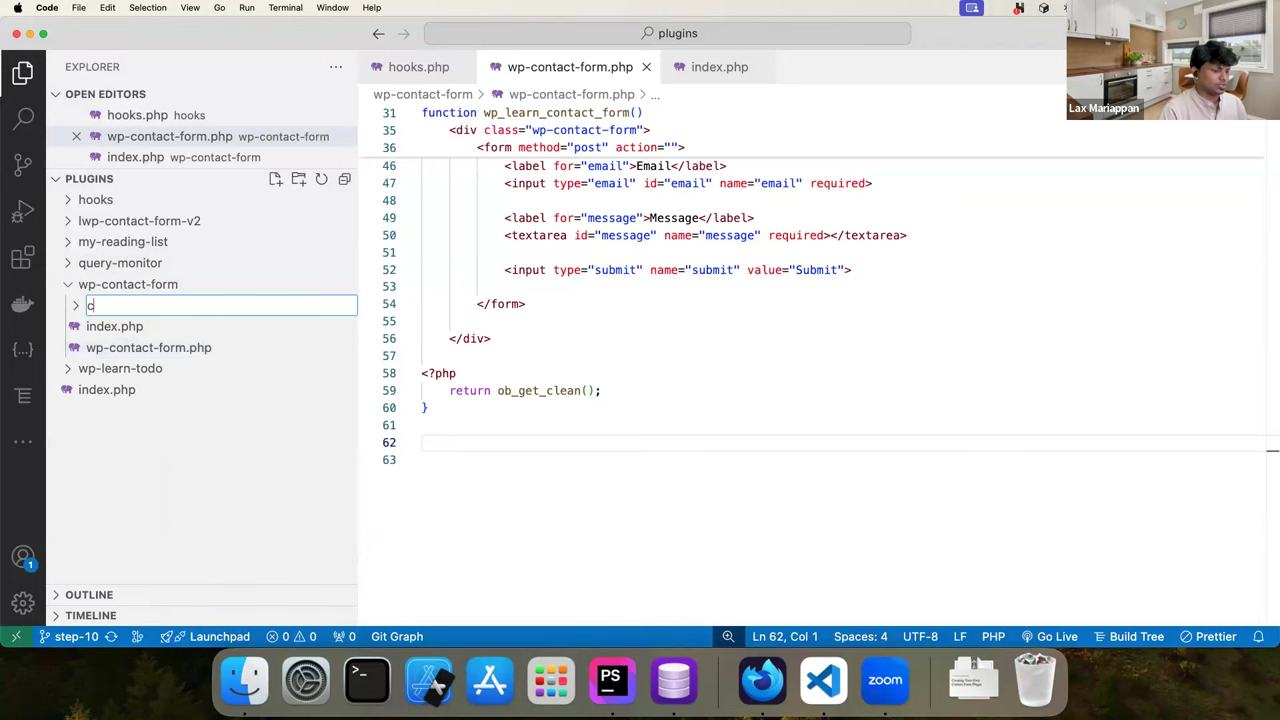 Code File Edit Selection View Go Run Terminal Window Help
plugins
EXPLORER
hooks.php
wp-contact-form.php
index.php
Lax Mariappan
OPEN EDITORS
wp-contact-form > wp-contact-form.php > ...
hooks.php hooks
wp-contact-form.php wp-contact-form
index.php wp-contact-form
PLUGINS
hooks
lwp-contact-form-v2
my-reading-list
query-monitor
wp-contact-form
c
index.php
wp-contact-form.php
wp-learn-todo
index.php
31 function wp_learn_contact_form()
35 <div class="wp-contact-form">
36 <form method="post" action="">
46 <label for="email">Email</label>
47 <input type="email" id="email" name="email" required>
48
49 <label for="message">Message</label>
50 <textarea id="message" name="message" required></textarea>
51
52 <input type="submit" name="submit" value="Submit">
53
54 </form>
55
56 </div>
57
58 <?php
59 return ob_get_clean();
60 }
61
62
63
1
OUTLINE
TIMELINE
step-10 Launchpad 0 0 0 Git Graph Ln 62, Col 1 Spaces: 4 UTF-8 LF PHP Go Live Build Tree Prettier
PS
zoom